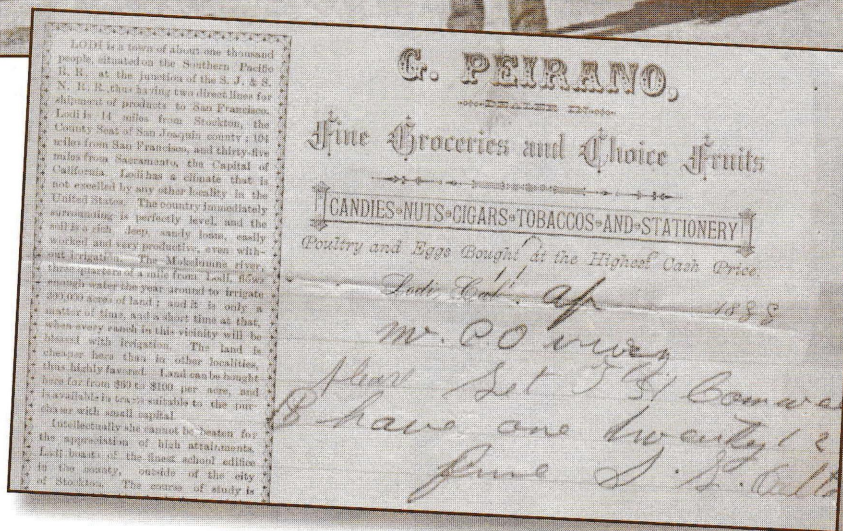 LODI is a town of about one thousand
people, situated on the Southern Pacific
R. R., at the junction of the S. J. & S.
N. R. R., thus having two direct lines for
shipment of products to San Francisco.
Lodi is 14 miles from Stockton, the
County Seat of San Joaquin county; 104
miles from San Francisco, and thirty-five
miles from Sacramento, the Capital of
California. Lodi has a climate that is
not excelled by any other locality in the
United States. The country immediately
surrounding is perfectly level, and the
soil is a rich, deep, sandy loam, easily
worked and very productive, even with-
out irrigation. The Mokelumne river,
three-quarters of a mile from Lodi, flows
enough water the year around to irrigate
200,000 acres of land; and it is only a
matter of time, and a short time at that,
when every ranch in this vicinity will be
blessed with irrigation. The land is
cheaper here than in other localities,
thus highly favored. Land can be bought
here for from $60 to $100 per acre, and
is available in tracts suitable to the pur-
chaser with small capital.
Intellectually she cannot be beaten for
the appreciation of high attainments.
Lodi boasts of the finest school edifice
in the county, outside of the city
of Stockton. The course of study is
G. PEIRANO,
DEALER IN
Fine Groceries and Choice Fruits
CANDIES NUTS CIGARS TOBACCOS AND STATIONERY
Poultry and Eggs Bought at the Highest Cash Price.
Lodi, Cal. 188
Mr.
Set
I have one twenty
S. S.